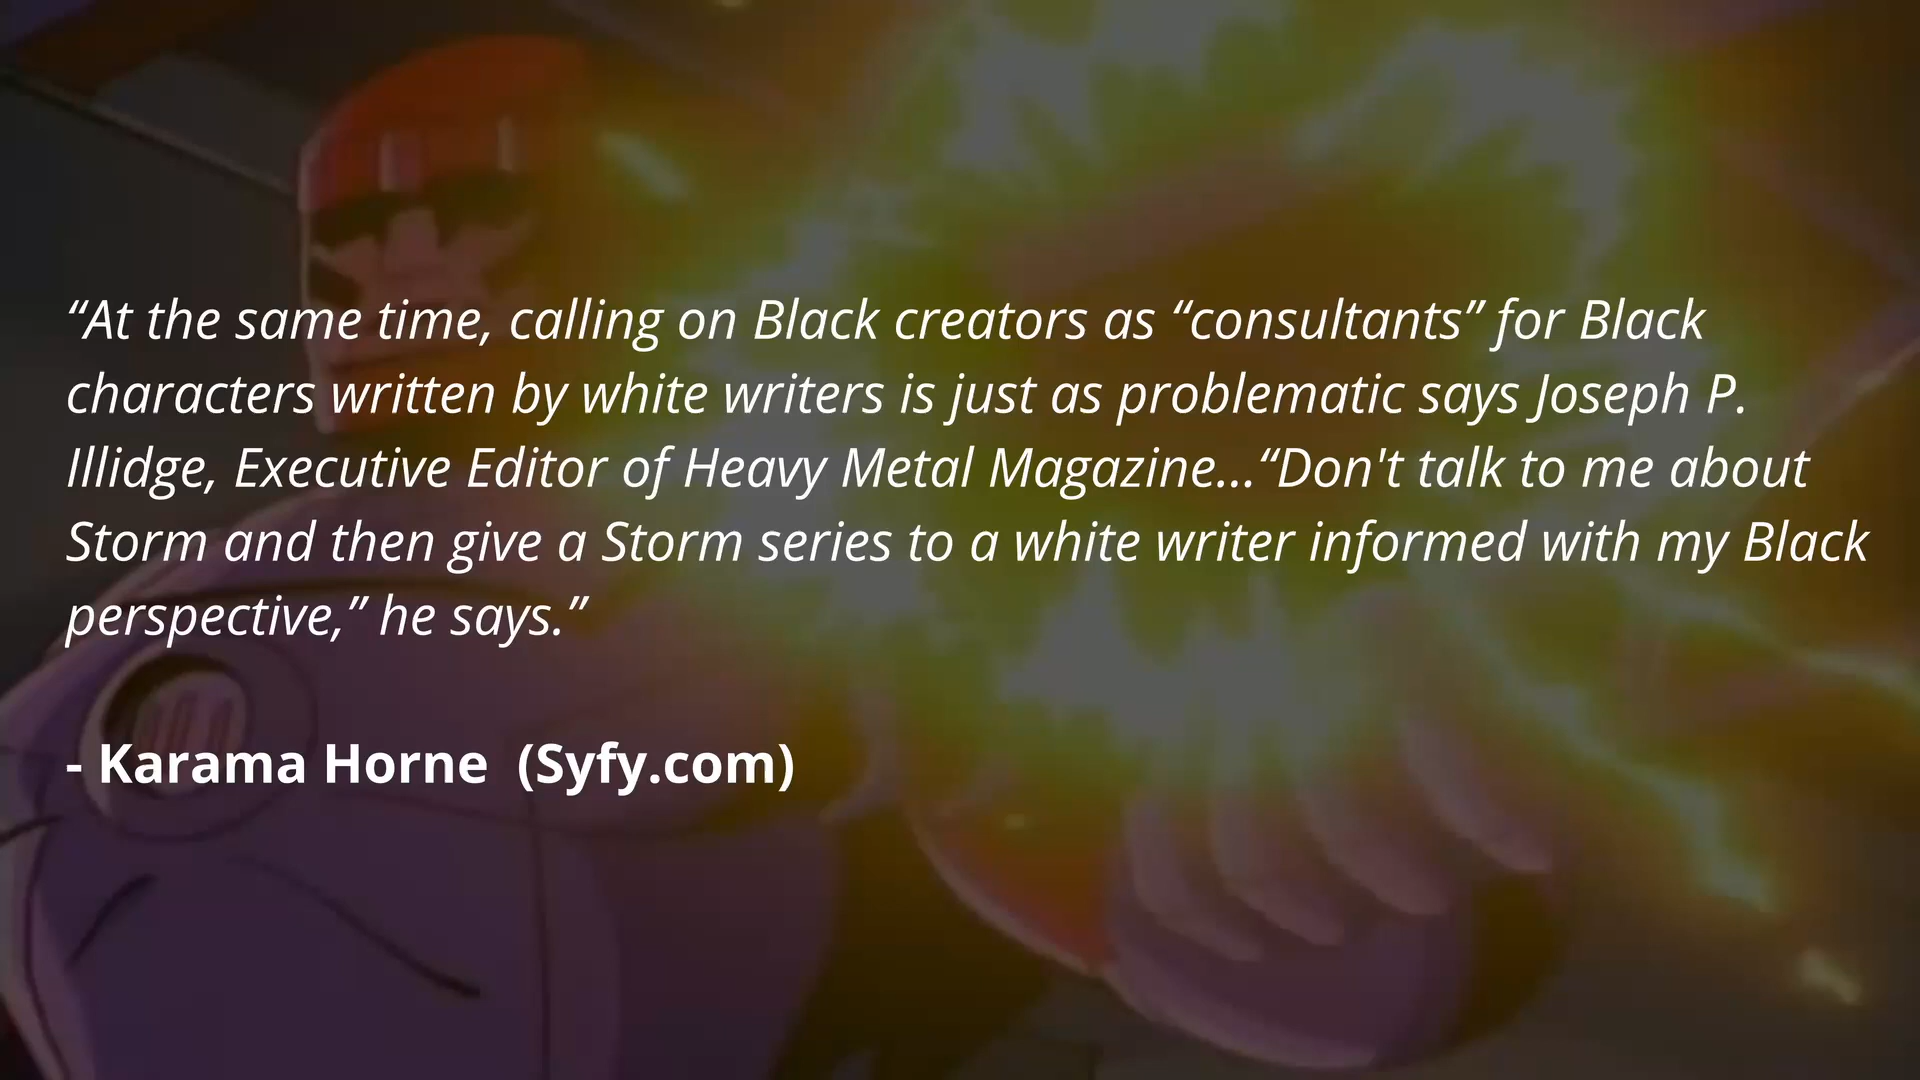 “At the same time, calling on Black creators as “consultants” for Black
characters written by white writers is just as problematic says Joseph P.
Illidge, Executive Editor of Heavy Metal Magazine...“Don't talk to me about
Storm and then give a Storm series to a white writer informed with my Black
perspective,” he says.”
- Karama Horne  (Syfy.com)